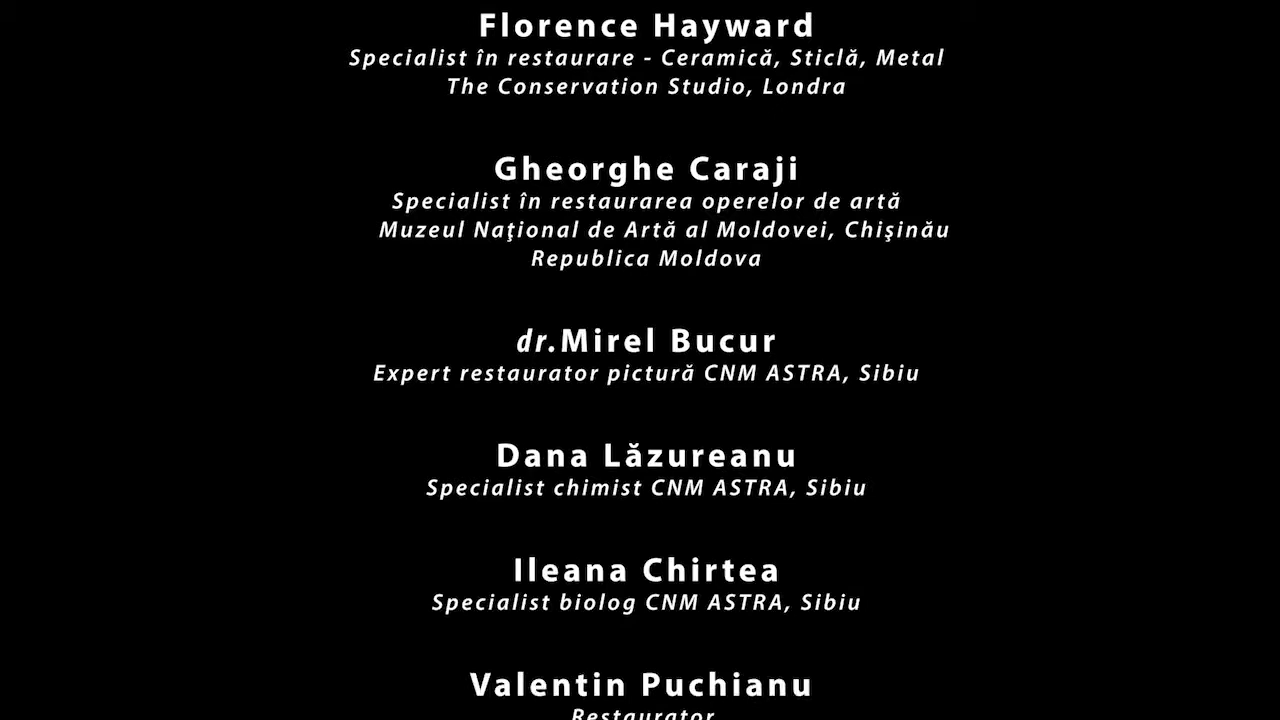 Florence Hayward
Specialist în restaurare - Ceramică, Sticlă, Metal
The Conservation Studio, Londra
Gheorghe Caraji
Specialist în restaurarea operelor de artă
Muzeul Naţional de Artă al Moldovei, Chişinău
Republica Moldova
dr.Mirel Bucur
Expert restaurator pictură CNM ASTRA, Sibiu
Dana Lăzureanu
Specialist chimist CNM ASTRA, Sibiu
Ileana Chirtea
Specialist biolog CNM ASTRA, Sibiu
Valentin Puchianu
Restaurator